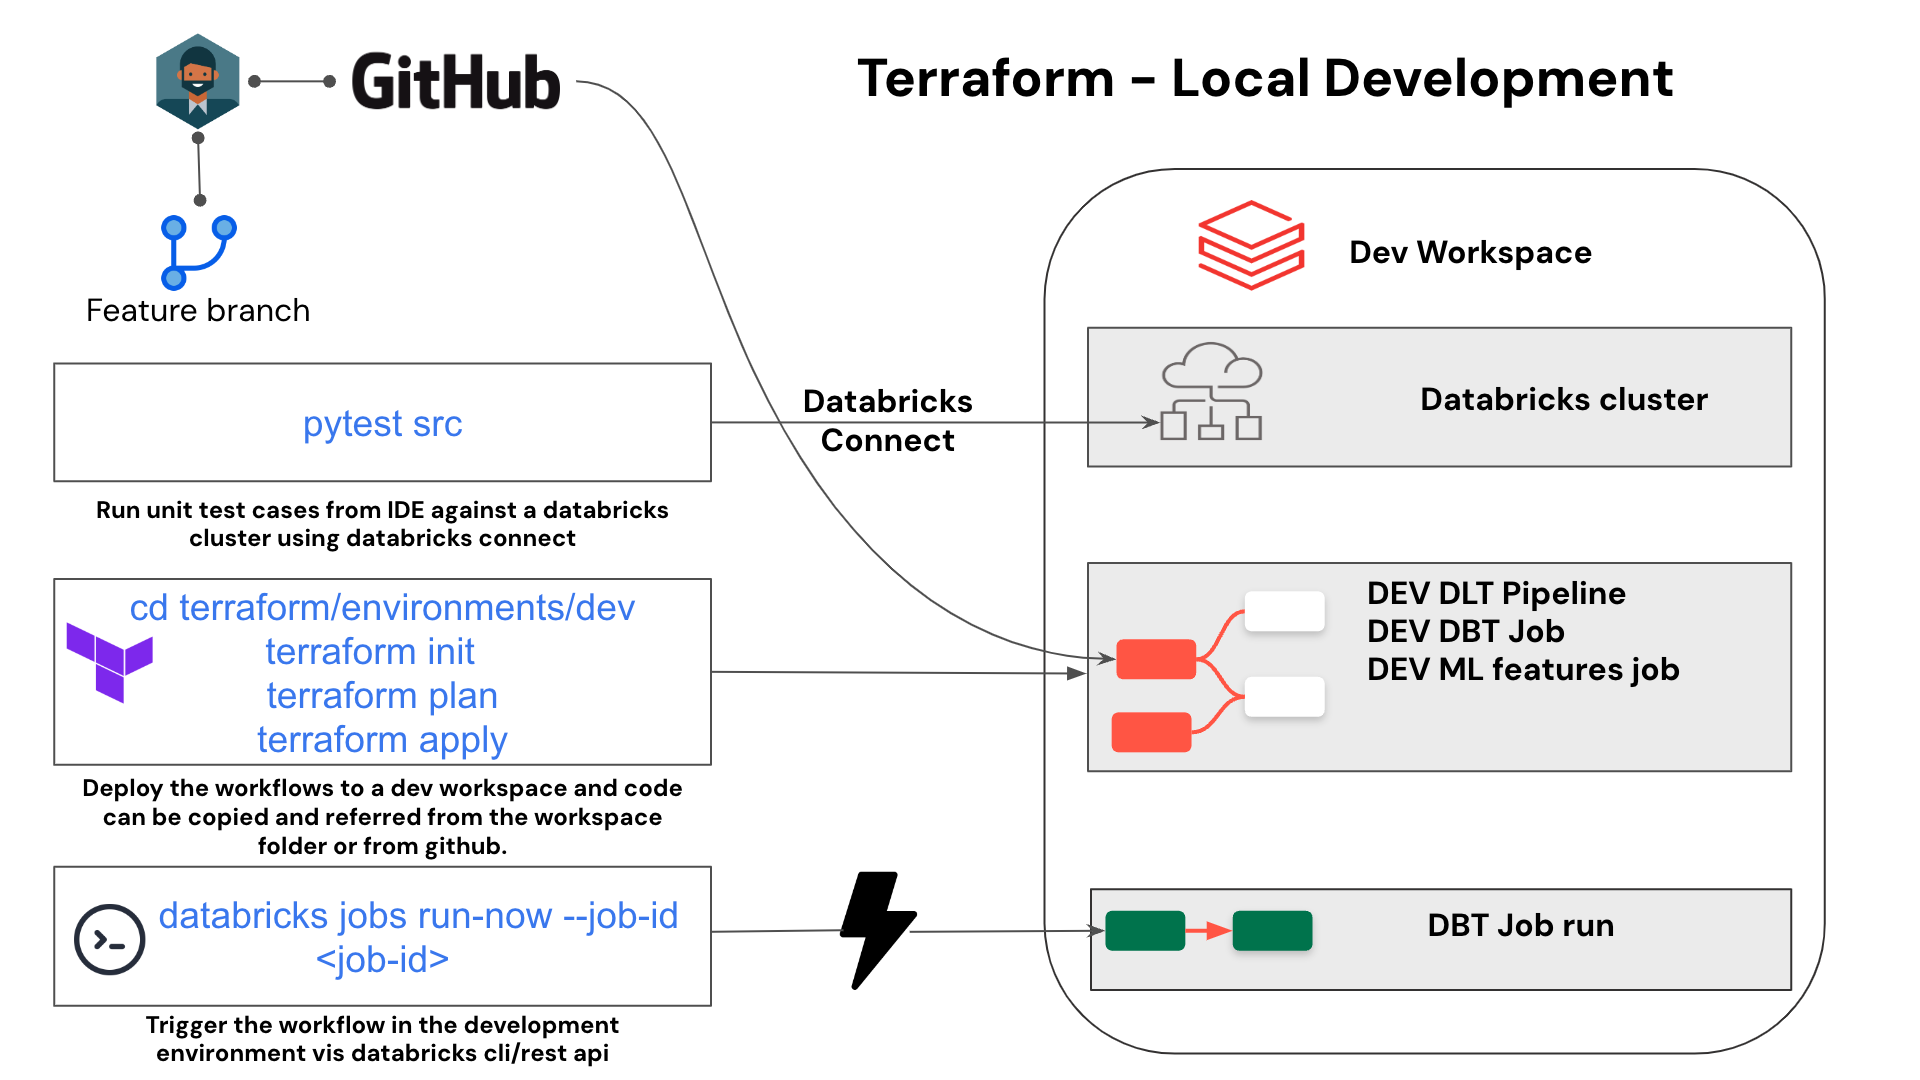 GitHub
Terraform - Local Development
Feature branch
Dev Workspace
pytest src
Databricks
Connect
Databricks cluster
Run unit test cases from IDE against a databricks
cluster using databricks connect
cd terraform/environments/dev
terraform init
terraform plan
terraform apply
DEV DLT Pipeline
DEV DBT Job
DEV ML features job
Deploy the workflows to a dev workspace and code
can be copied and referred from the workspace
folder or from github.
databricks jobs run-now --job-id
<job-id>
DBT Job run
Trigger the workflow in the development
environment vis databricks cli/rest api